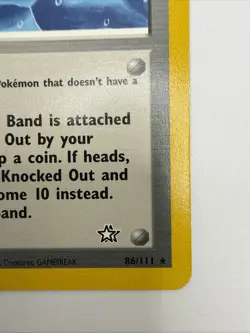 Pokémon that doesn't have a
Band is attached
Out by your
p a coin. If heads,
Knocked Out and
ome 10 instead.
and.
Creatures, GAMEFREAK.
86/111 ★